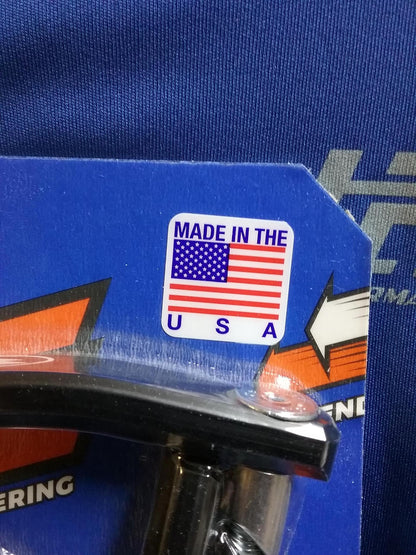 MADE IN THE
U S A
END
ERING